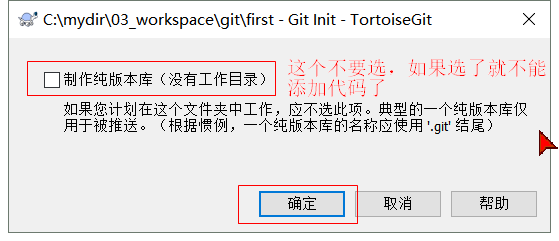 C:\mydir\03_workspace\git\first - Git Init - TortoiseGit
制作纯版本库（没有工作目录）
这个不要选．如果选了就不能
添加代码了
如果您计划在这个文件夹中工作，应不选此项。典型的一个纯版本库仅
用于被推送。（根据惯例，一个纯版本库的名称应使用 '.git' 结尾）
确定 取消 帮助